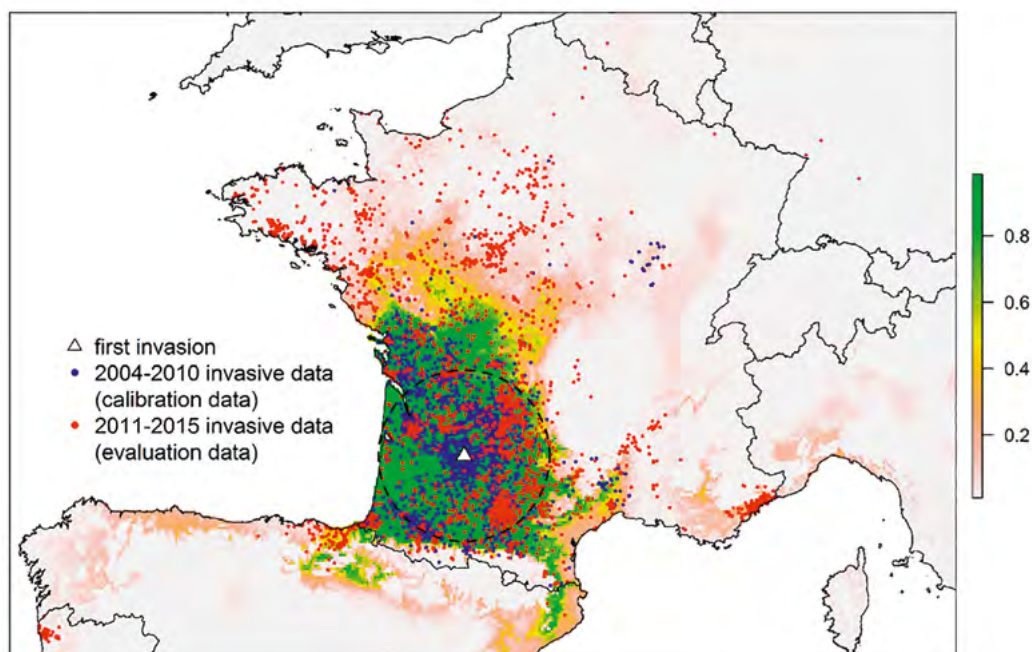 △ first invasion
● 2004-2010 invasive data
(calibration data)
● 2011-2015 invasive data
(evaluation data)
0.8
0.6
0.4
0.2